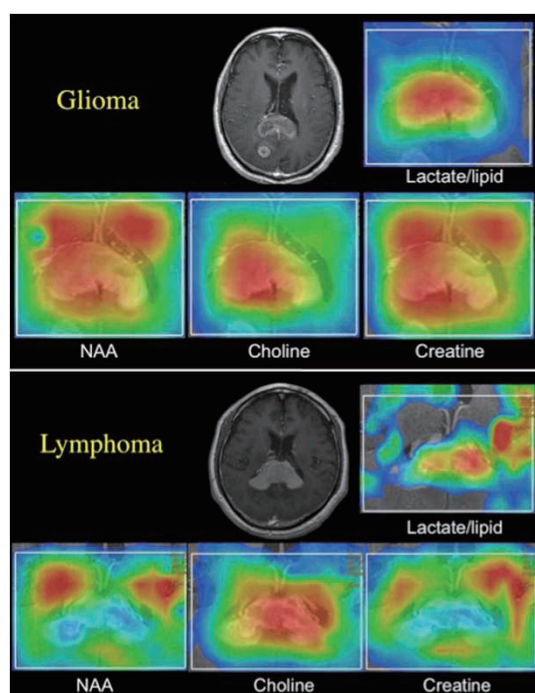 Glioma
Lactate/lipid
NAA
Choline
Creatine
Lymphoma
Lactate/lipid
NAA
Choline
Creatine